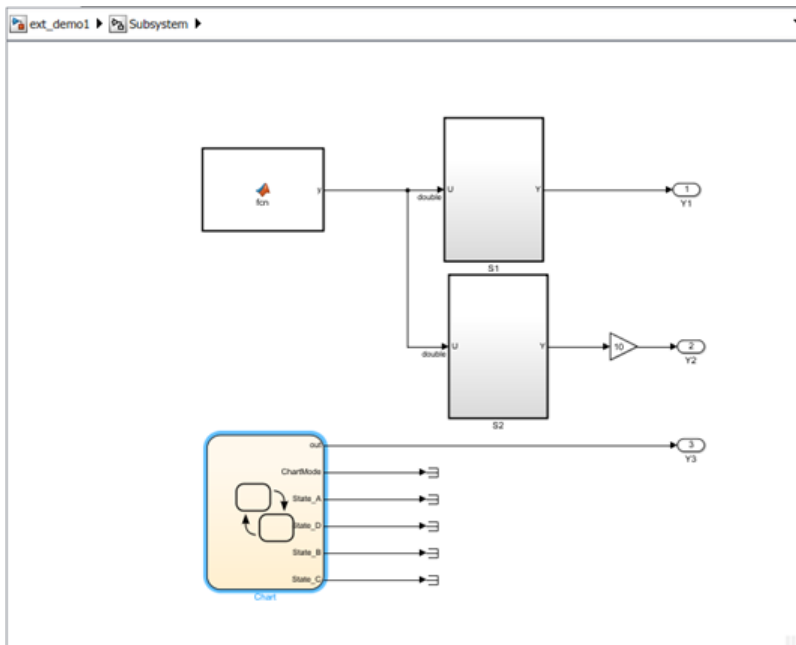 ext_demo1 Subsystem
fcn
y
double
U
Y
S1
1
Y1
double
U
Y
S2
10
2
Y2
out
ChartMode
State_A
State_D
State_B
State_C
Chart
3
Y3